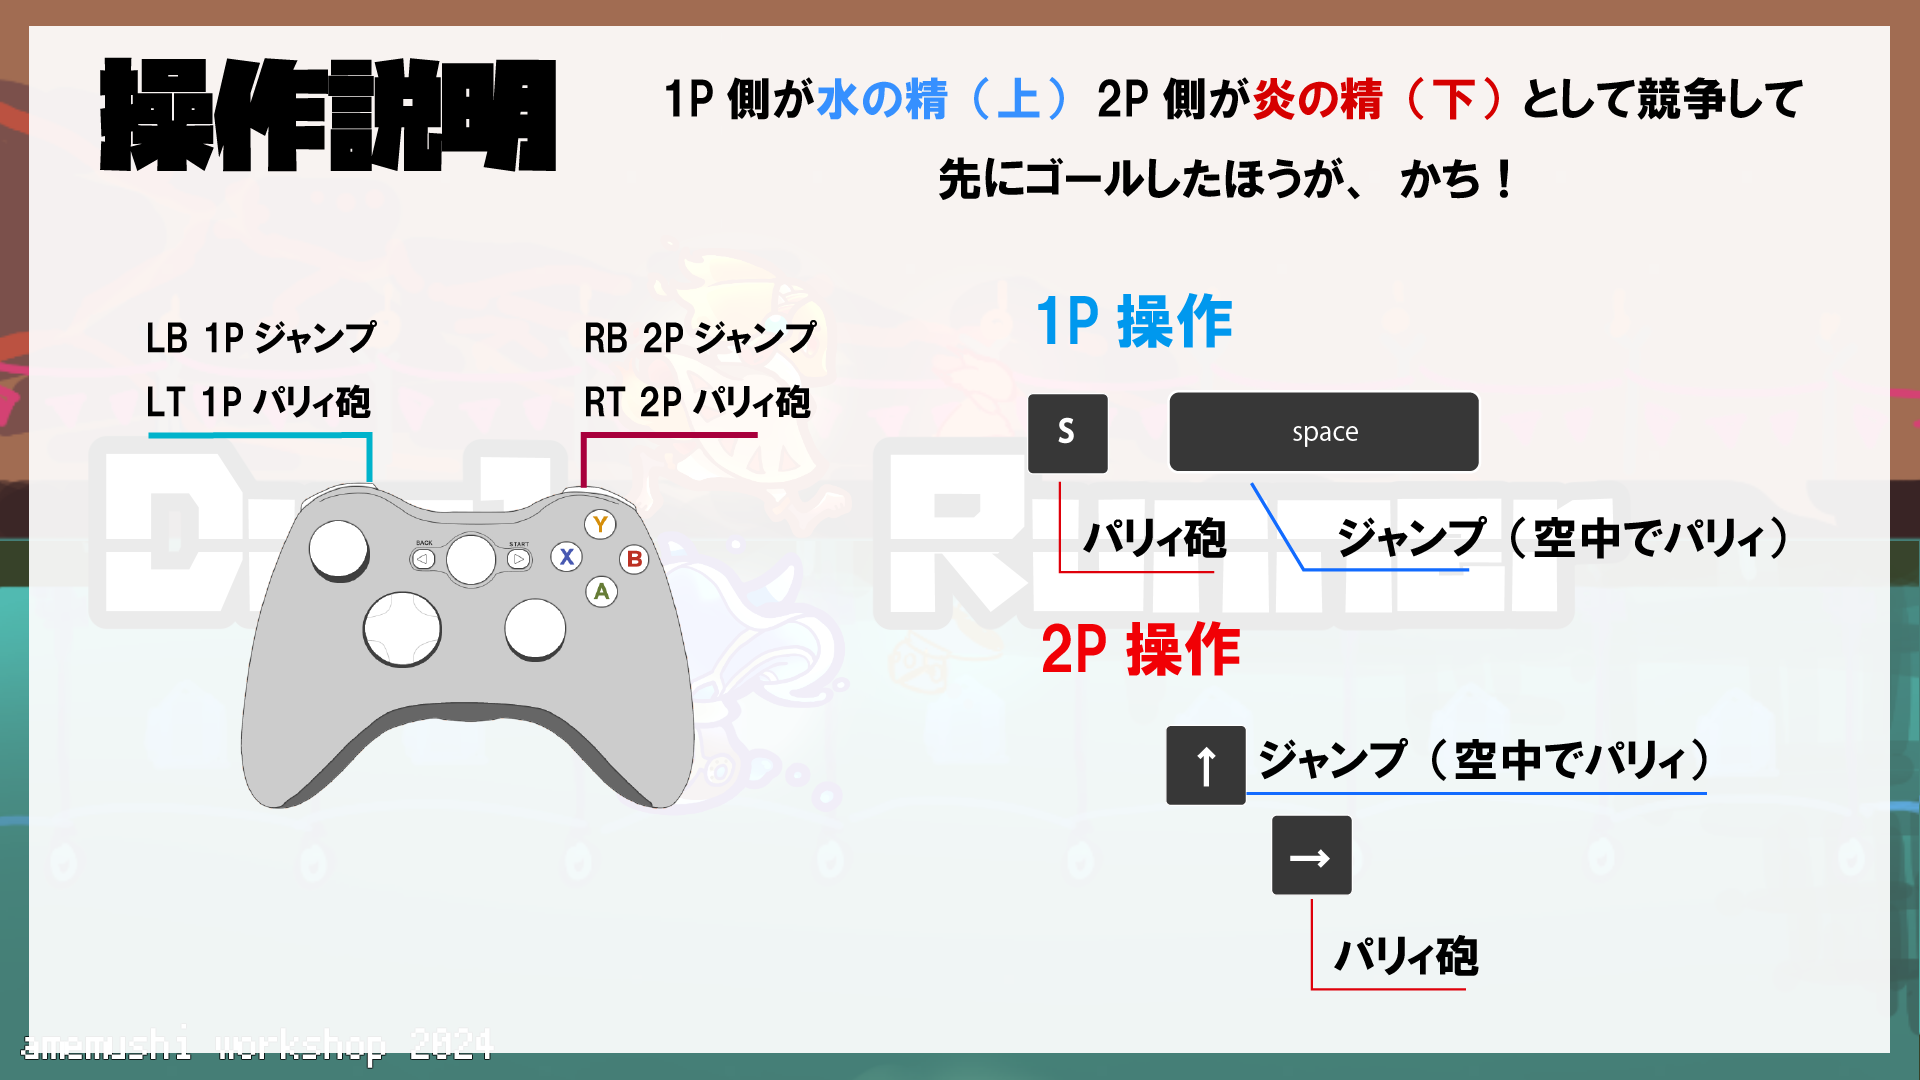 操作説明
1P 側が水の精（上） 2P 側が炎の精（下）として競争して
先にゴールしたほうが、 かち！
LB 1P ジャンプ
LT 1P パリィ砲
RB 2P ジャンプ
RT 2P パリィ砲
BACK
START
Y
X
B
A
1P 操作
S
space
パリィ砲
ジャンプ（空中でパリィ）
Runner
2P 操作
↑
ジャンプ（空中でパリィ）
→
パリィ砲
amemushi workshop 2024